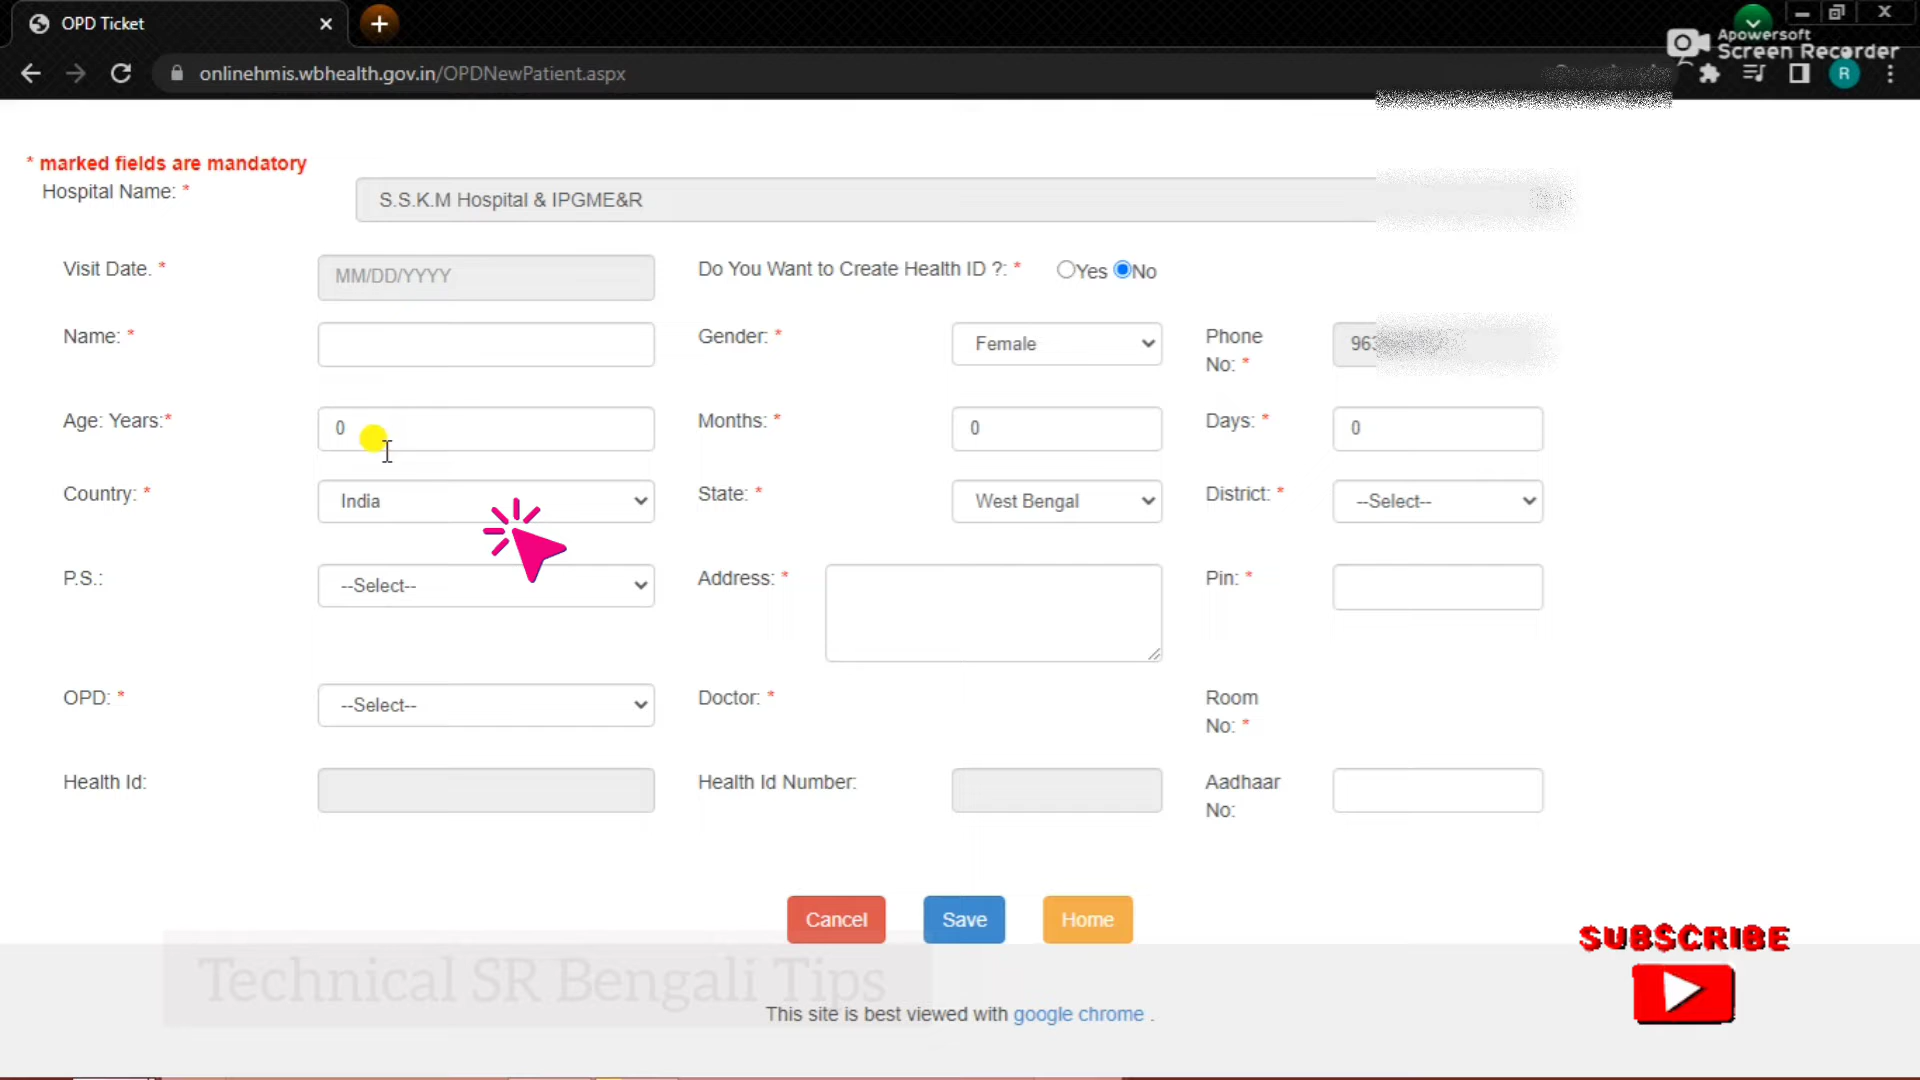 OPD Ticket
Apowersoft
Screen Recorder
onlinehmis.wbhealth.gov.in/OPDNewPatient.aspx
R
* marked fields are mandatory
Hospital Name: * S.S.K.M Hospital & IPGME&R
Visit Date. * MM/DD/YYYY Do You Want to Create Health ID ?: * Yes No
Name: * Gender: * Female Phone No: * 963
Age: Years:* 0 Months: * 0 Days: * 0
Country: * India State: * West Bengal District: * --Select--
P.S.: --Select-- Address: * Pin: *
OPD: * --Select-- Doctor: * Room No: *
Health Id: Health Id Number: Aadhaar No:
Cancel Save Home
SUBSCRIBE
Technical SR Bengali Tips
This site is best viewed with google chrome .